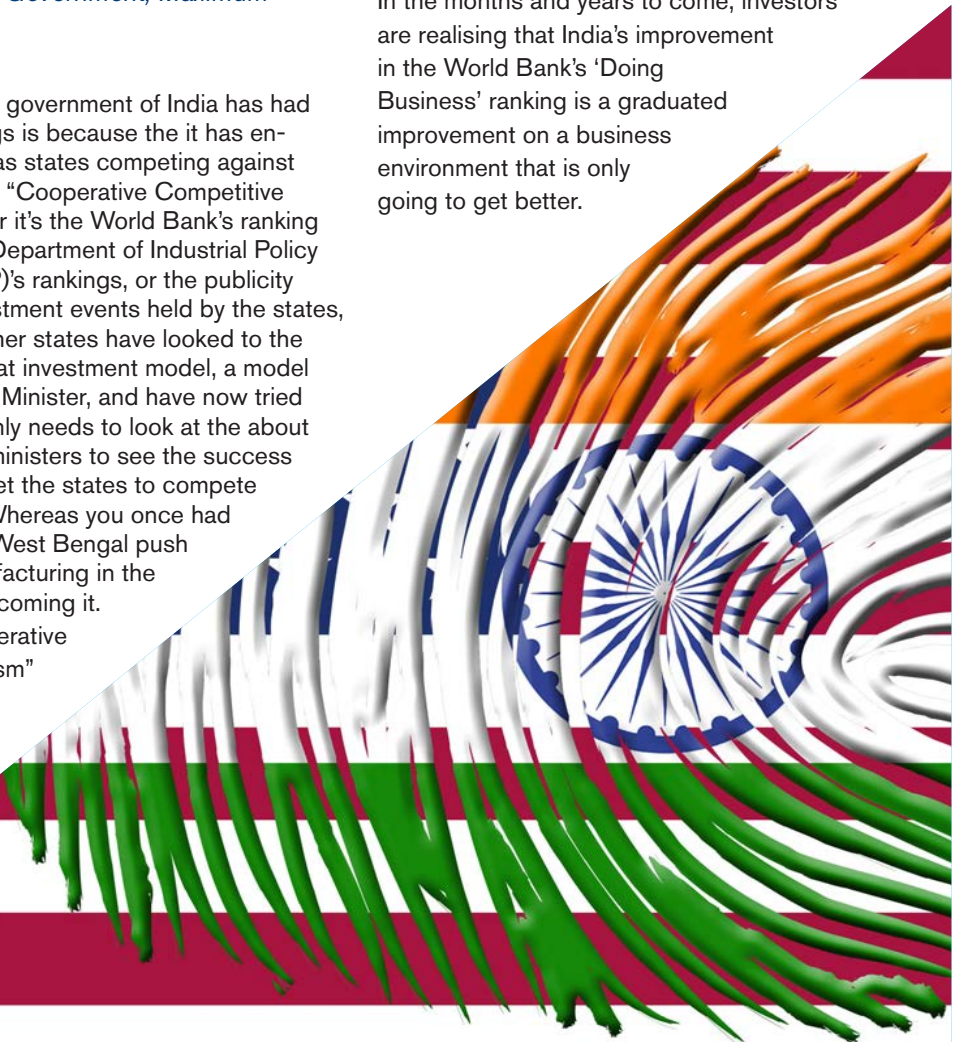 Government, Maximum
government of India has had
gs is because the it has en-
as states competing against
“Cooperative Competitive
r it’s the World Bank’s ranking
Department of Industrial Policy
)’s rankings, or the publicity
stment events held by the states,
her states have looked to the
at investment model, a model
Minister, and have now tried
nly needs to look at the about
ministers to see the success
et the states to compete
Whereas you once had
West Bengal push
facturing in the
coming it.
erative
sm”
In the months and years to come, investors
are realising that India’s improvement
in the World Bank’s ‘Doing
Business’ ranking is a graduated
improvement on a business
environment that is only
going to get better.